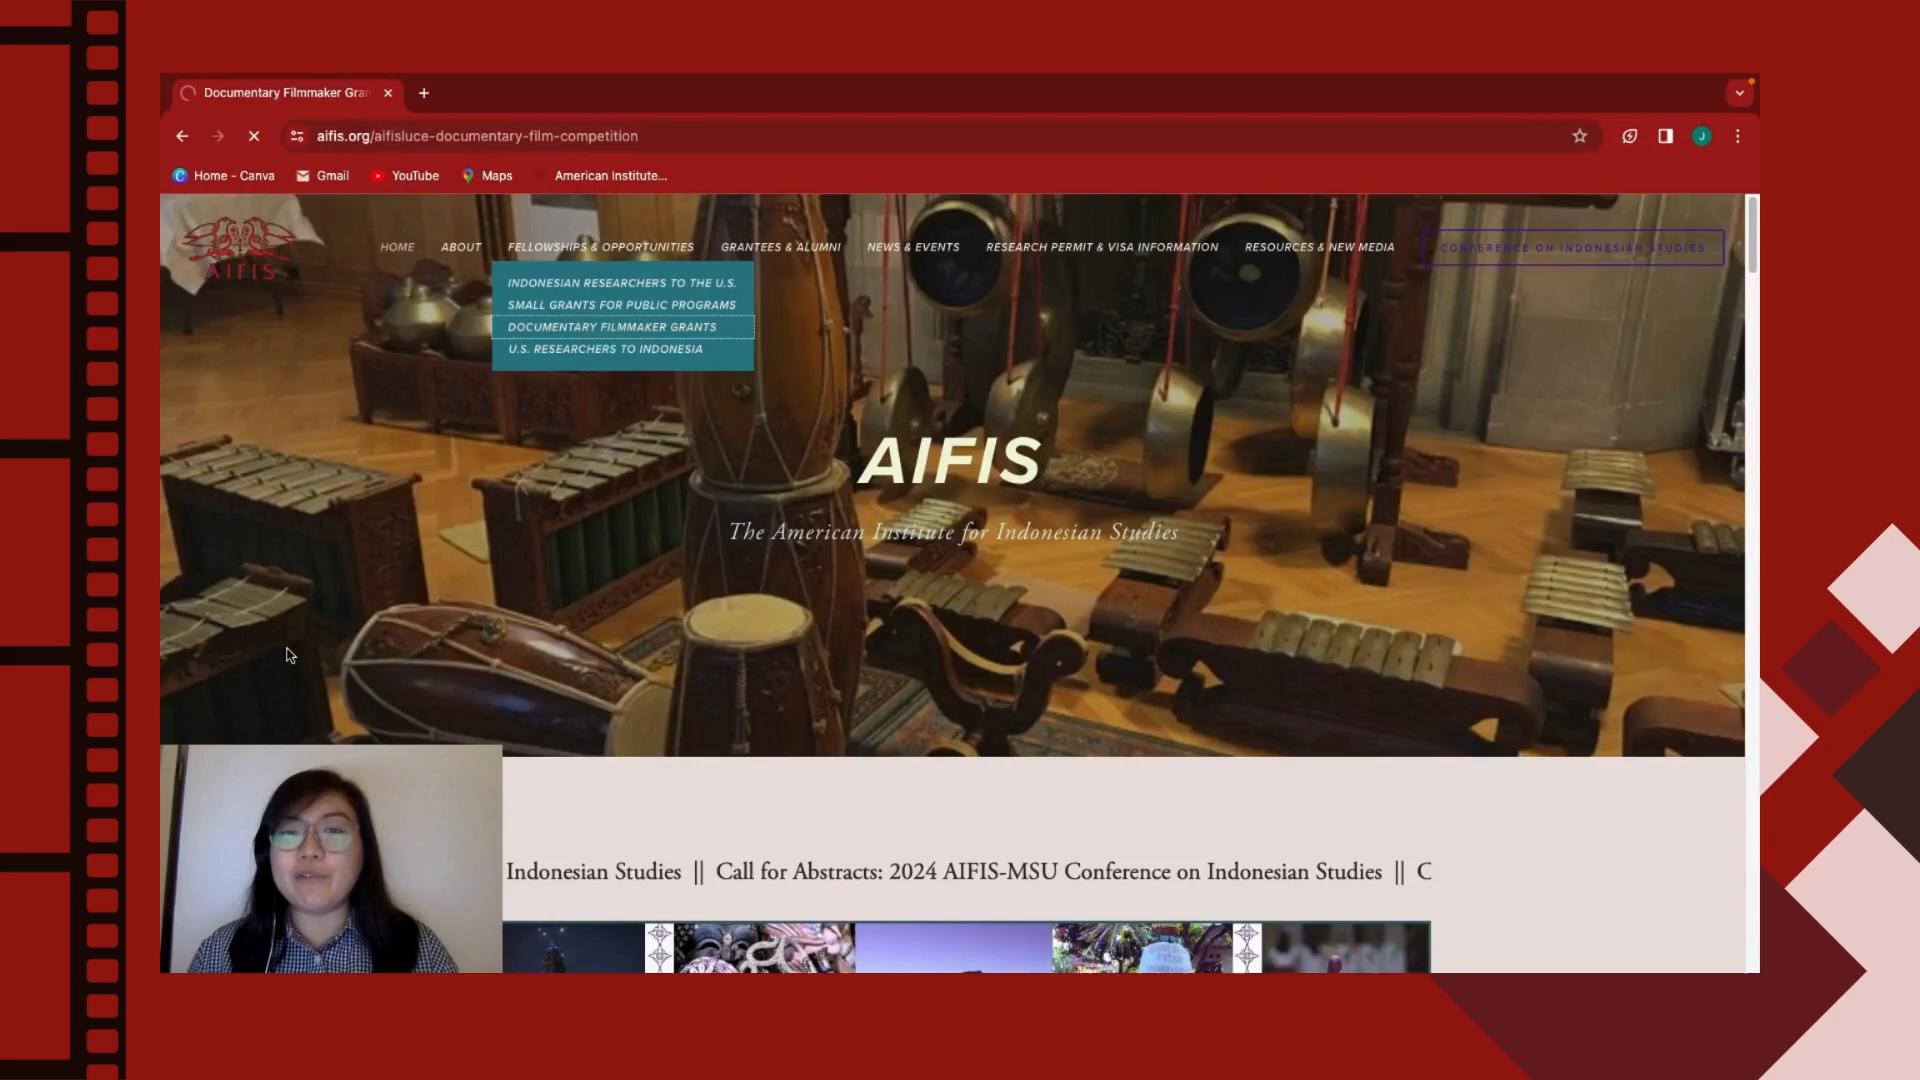 Documentary Filmmaker Gra
aifis.org/aifisluce-documentary-film-competition
J
Home - Canva
Gmail
YouTube
Maps
American Institute...
AIFIS
HOME
ABOUT
FELLOWSHIPS & OPPORTUNITIES
GRANTEES & ALUMNI
NEWS & EVENTS
RESEARCH PERMIT & VISA INFORMATION
RESOURCES & NEW MEDIA
CONFERENCE ON INDONESIAN STUDIES
INDONESIAN RESEARCHERS TO THE U.S.
SMALL GRANTS FOR PUBLIC PROGRAMS
DOCUMENTARY FILMMAKER GRANTS
U.S. RESEARCHERS TO INDONESIA
AIFIS
The American Institute for Indonesian Studies
Indonesian Studies || Call for Abstracts: 2024 AIFIS-MSU Conference on Indonesian Studies || C